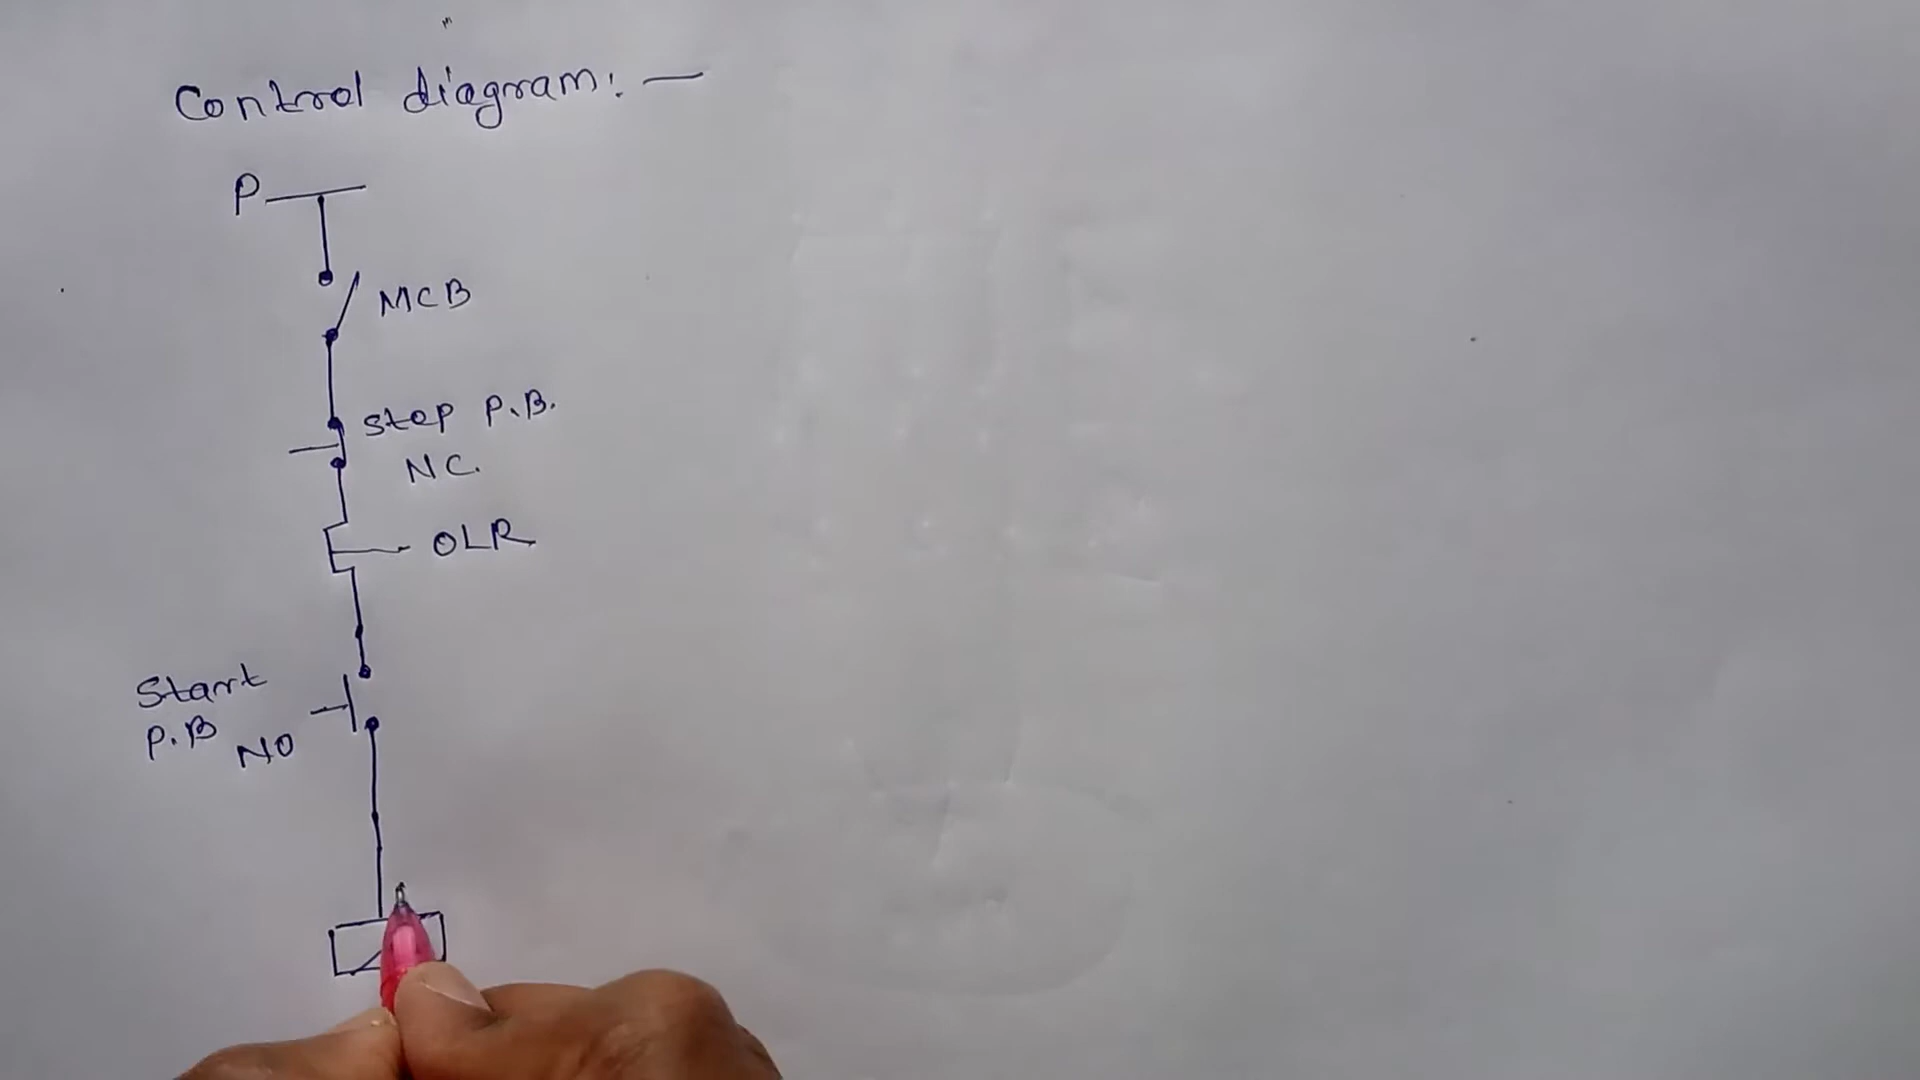 Control diagram: —
P
MCB
Stop P.B.
NC.
OLR
Start
P.B
NO